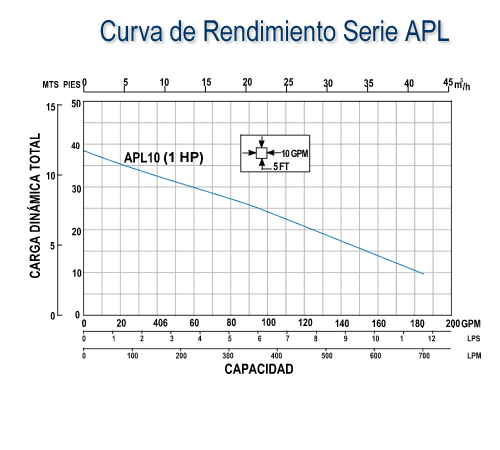 Curva de Rendimiento Serie APL
MTS PIES 0 5 10 15 20 25 30 35 40 45 m³/h
15 50
40
APL10 (1 HP)
10 GPM
5 FT
10 30
20
5
10
0 0
CARGA DINÁMICA TOTAL
0 20 406 60 80 100 120 140 160 180 200 GPM
0 1 2 3 4 5 6 7 8 9 10 1 12 LPS
0 100 200 300 400 500 600 700 LPM
CAPACIDAD